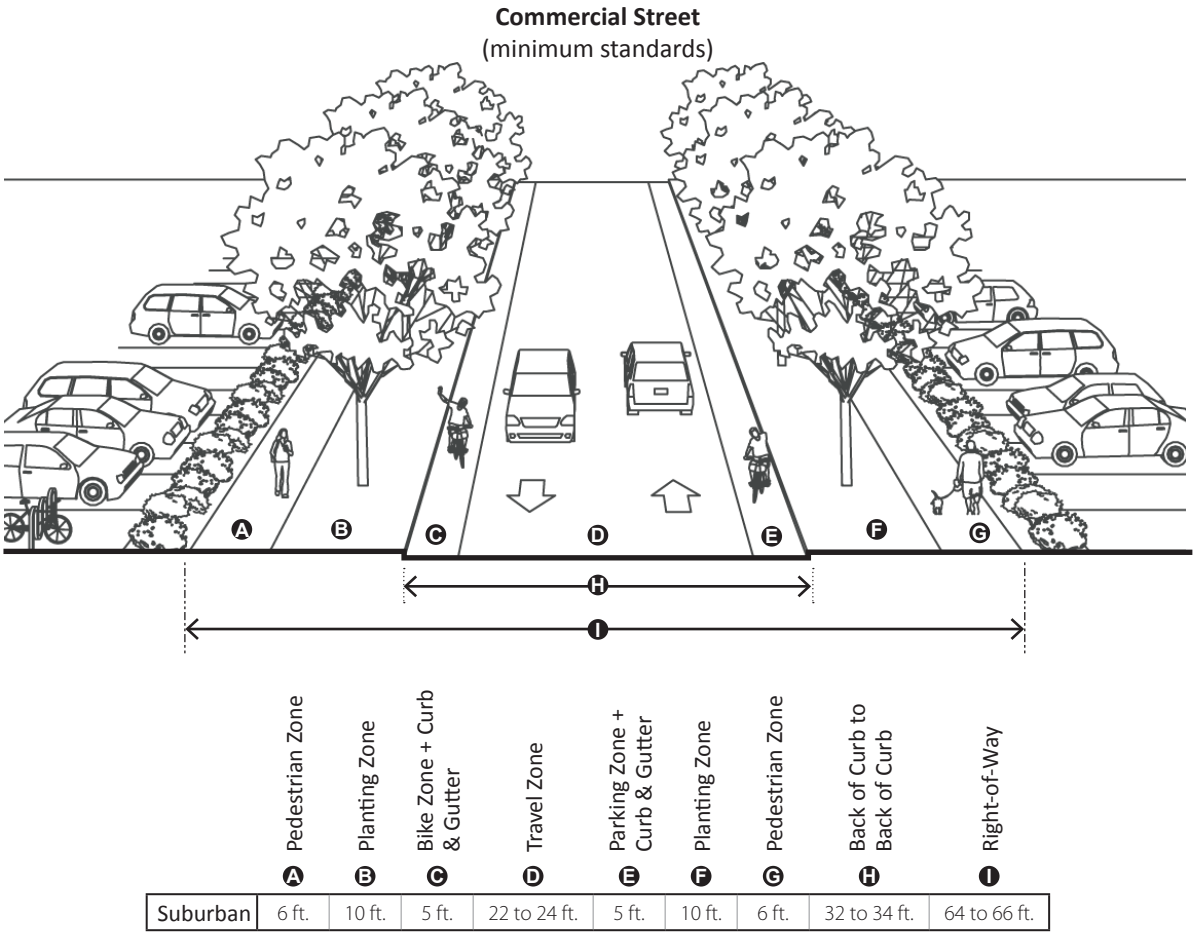 Commercial Street
(minimum standards)
A
B
C
D
E
F
G
H
I
Pedestrian Zone
Planting Zone
Bike Zone + Curb
& Gutter
Travel Zone
Parking Zone +
Curb & Gutter
Planting Zone
Pedestrian Zone
Back of Curb to
Back of Curb
Right-of-Way
A B C D E F G H I
Suburban 6 ft. 10 ft. 5 ft. 22 to 24 ft. 5 ft. 10 ft. 6 ft. 32 to 34 ft. 64 to 66 ft.